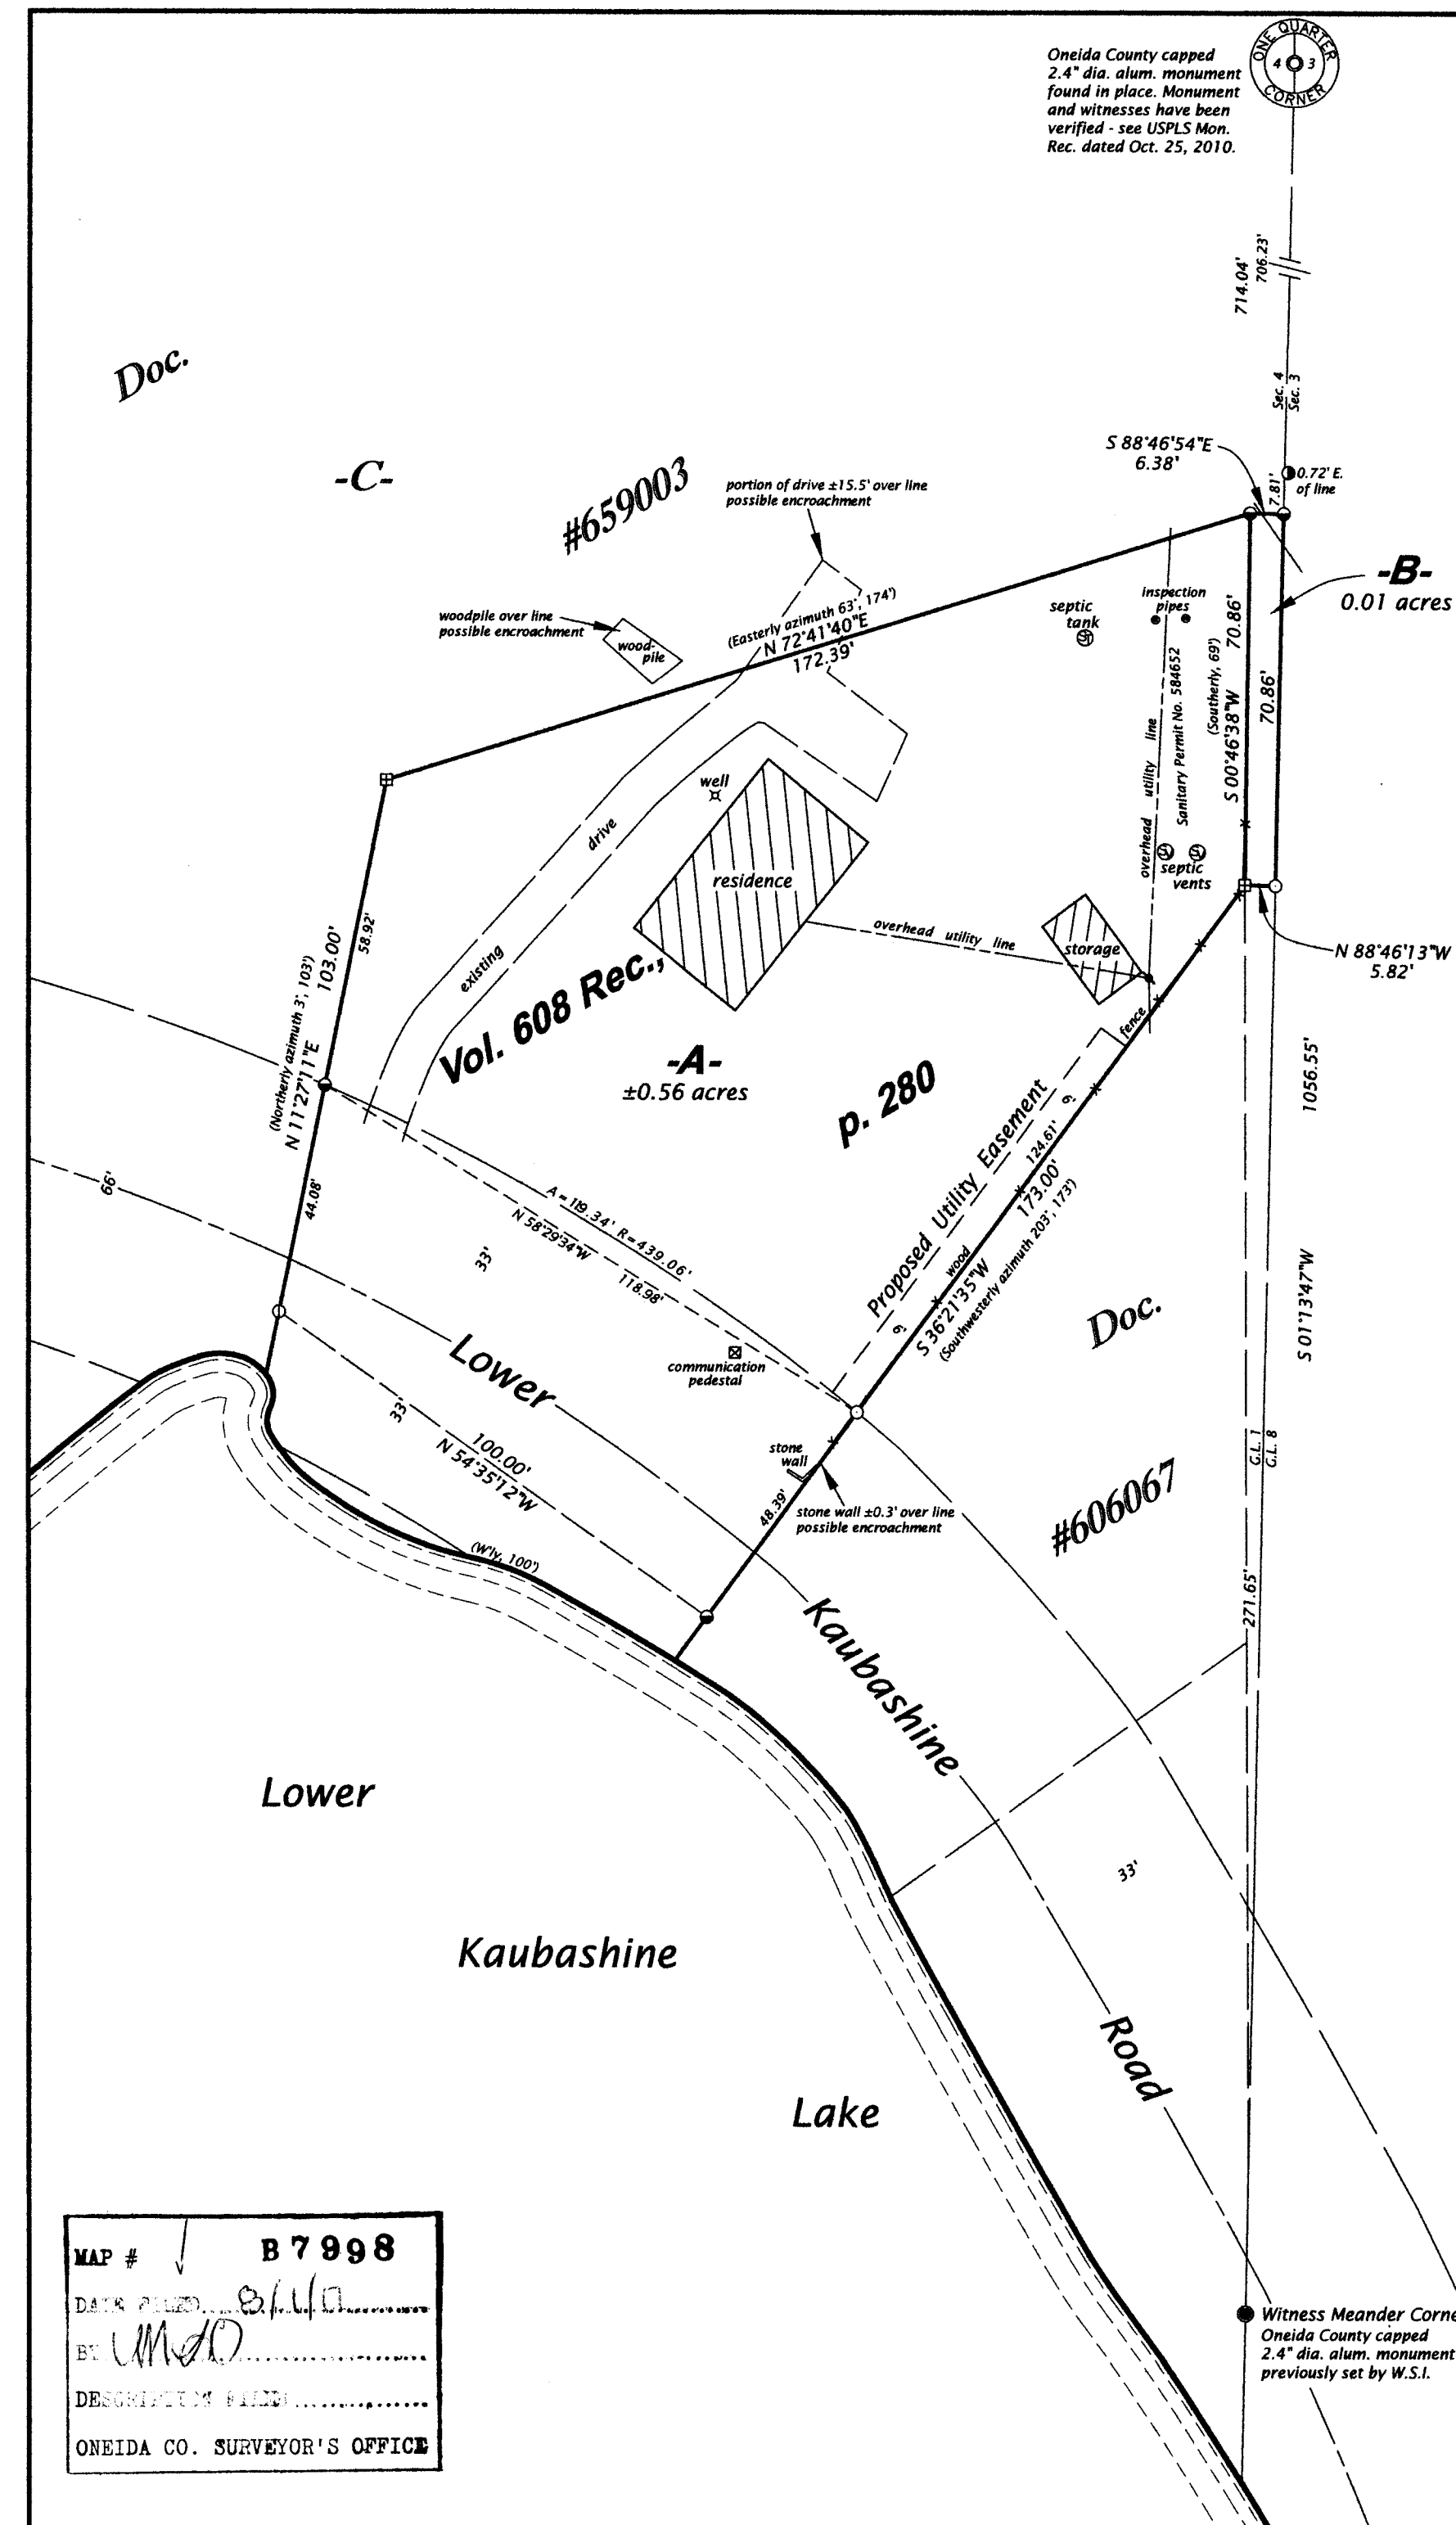 Oneida County capped
2.4" dia. alum. monument
found in place. Monument
and witnesses have been
verified - see USPLS Mon.
Rec. dated Oct. 25, 2010.
ONE QUARTER
4 3
CORNER
714.04'
706.23'
Sec. 4
Sec. 3
Doc.
-C-
#659003
portion of drive ±15.5' over line
possible encroachment
S 88°46'54"E
6.38'
7.81'
0.72' E.
of line
-B-
0.01 acres
woodpile over line
possible encroachment
wood-
pile
(Easterly azimuth 63°, 174')
N 72°41'40"E
172.39'
septic
tank
ST
inspection
pipes
overhead utility line
Sanitary Permit No. 584652
(Southerly, 69')
S 00°46'38"W 70.86'
70.86'
well
drive
existing
residence
SV SV
septic
vents
overhead utility line
storage
N 88°46'13"W
5.82'
58.92'
103.00'
N 11°27'11"E
(Northerly azimuth 3°, 103')
44.08'
Vol. 608 Rec.,
p. 280
-A-
±0.56 acres
fence
Proposed Utility Easement
6'
6'
124.61'
173.00'
wood
S 36°21'35"W
(Southwesterly azimuth 203°, 173')
1056.55'
S 01°13'47"W
66'
33'
33'
A = 119.34' R = 439.06'
N 58°29'34"W
118.98'
communication
pedestal
Doc.
#606067
Lower
100.00'
N 54°35'12"W
stone
wall
48.39'
stone wall ±0.3' over line
possible encroachment
(W'ly, 100')
G.L. 1
G.L. 8
271.65'
Kaubashine
33'
Road
Lower
Kaubashine
Lake
MAP # B7998
DATE FILED
BY
DESCRIPTION FILED
ONEIDA CO. SURVEYOR'S OFFICE
Witness Meander Corne
Oneida County capped
2.4" dia. alum. monument
previously set by W.S.I.